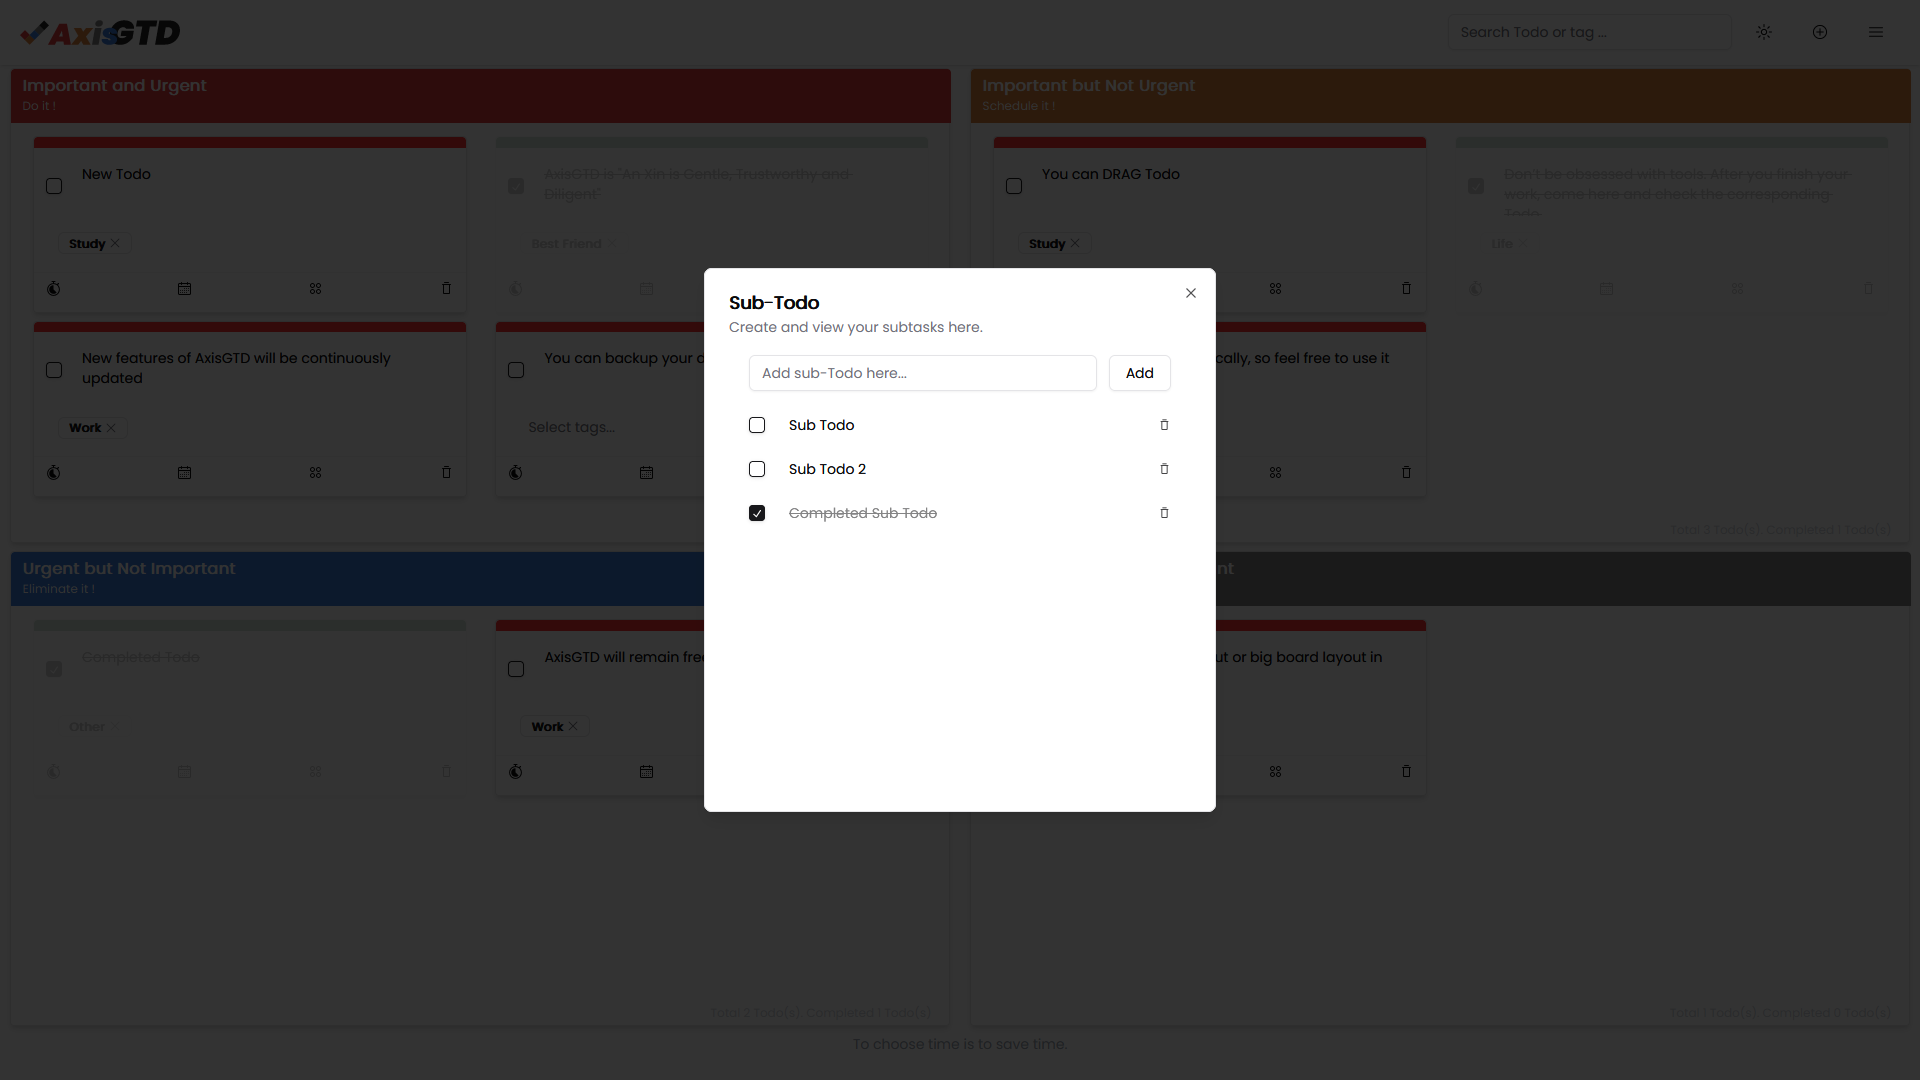 AxisGTD
Search Todo or tag ...
Important and Urgent
Do it !
Important but Not Urgent
Schedule it !
New Todo
Study
AxisGTD is "An Xin is Gentle, Trustworthy and
Diligent"
Best Friend
You can DRAG Todo
Study
Don't be obsessed with tools. After you finish your
work, come here and check the corresponding
Todo.
Life
New features of AxisGTD will be continuously
updated
Work
You can backup your
Select tags...
cally, so feel free to use it
Total 3 Todo(s), Completed 1 Todo(s)
Sub-Todo
Create and view your subtasks here.
Add sub-Todo here...
Add
Sub Todo
Sub Todo 2
Completed Sub Todo
Urgent but Not Important
Eliminate it !
nt
Completed Todo
Other
AxisGTD will remain free
Work
ut or big board layout in
Total 2 Todo(s), Completed 1 Todo(s)
Total 1 Todo(s), Completed 0 Todo(s)
To choose time is to save time.